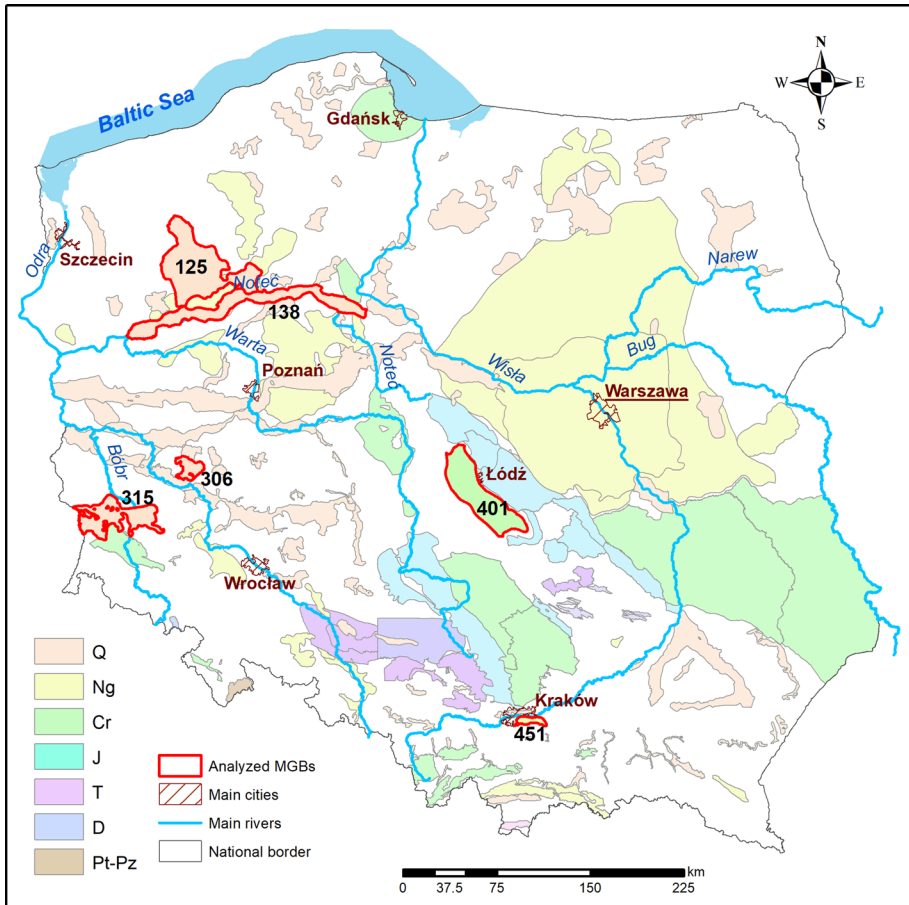 N
W
E
S
Baltic Sea
Gdańsk
Odra
Szczecin
125
Noteć
138
Narew
Warta
Bug
Poznań
Noteć
Wisła
Warszawa
Bóbr
306
Łódź
315
401
Wrocław
Kraków
451
Q
Ng
Cr
J
T
D
Pt-Pz
Analyzed MGBs
Main cities
Main rivers
National border
km
0 37.5 75 150 225